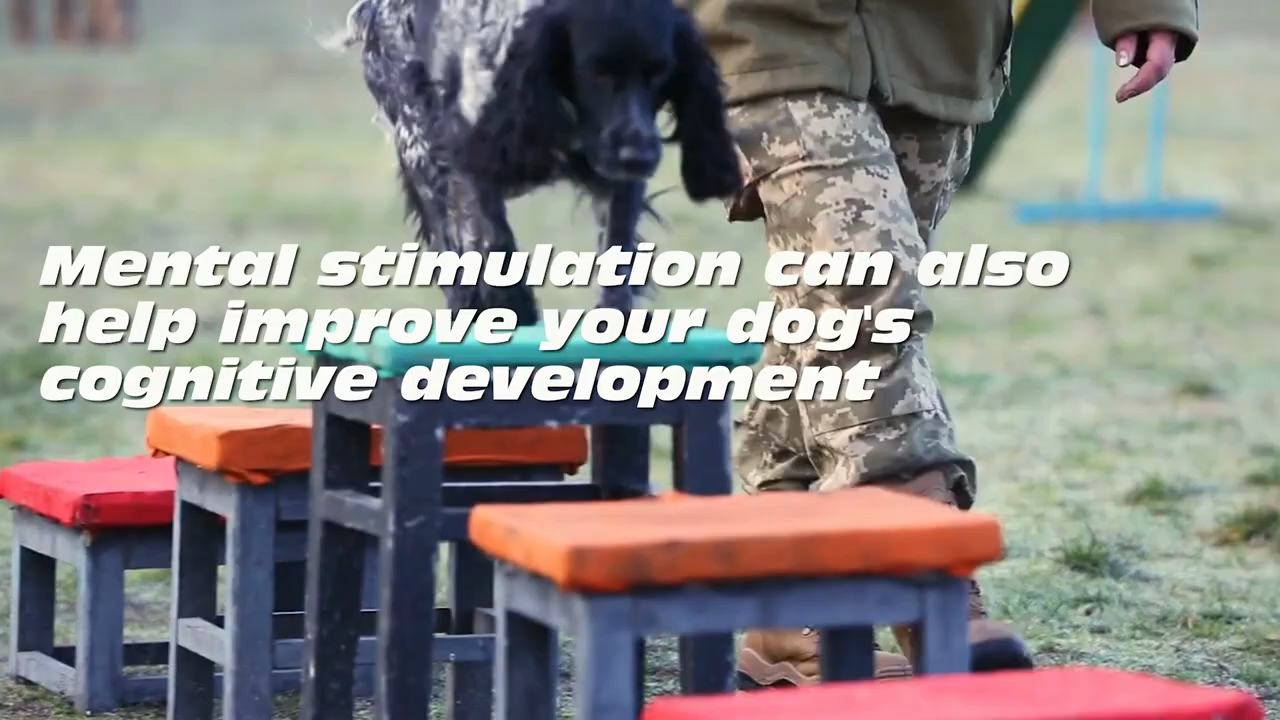 Mental stimulation can also
help improve your dog's
cognitive development